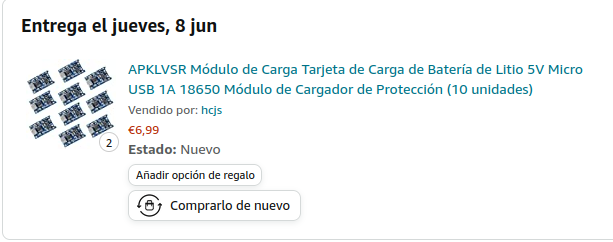 Entrega el jueves, 8 jun
APKLVSR Módulo de Carga Tarjeta de Carga de Batería de Litio 5V Micro
USB 1A 18650 Módulo de Cargador de Protección (10 unidades)
Vendido por: hcjs
€6,99
2
Estado: Nuevo
Añadir opción de regalo
Comprarlo de nuevo